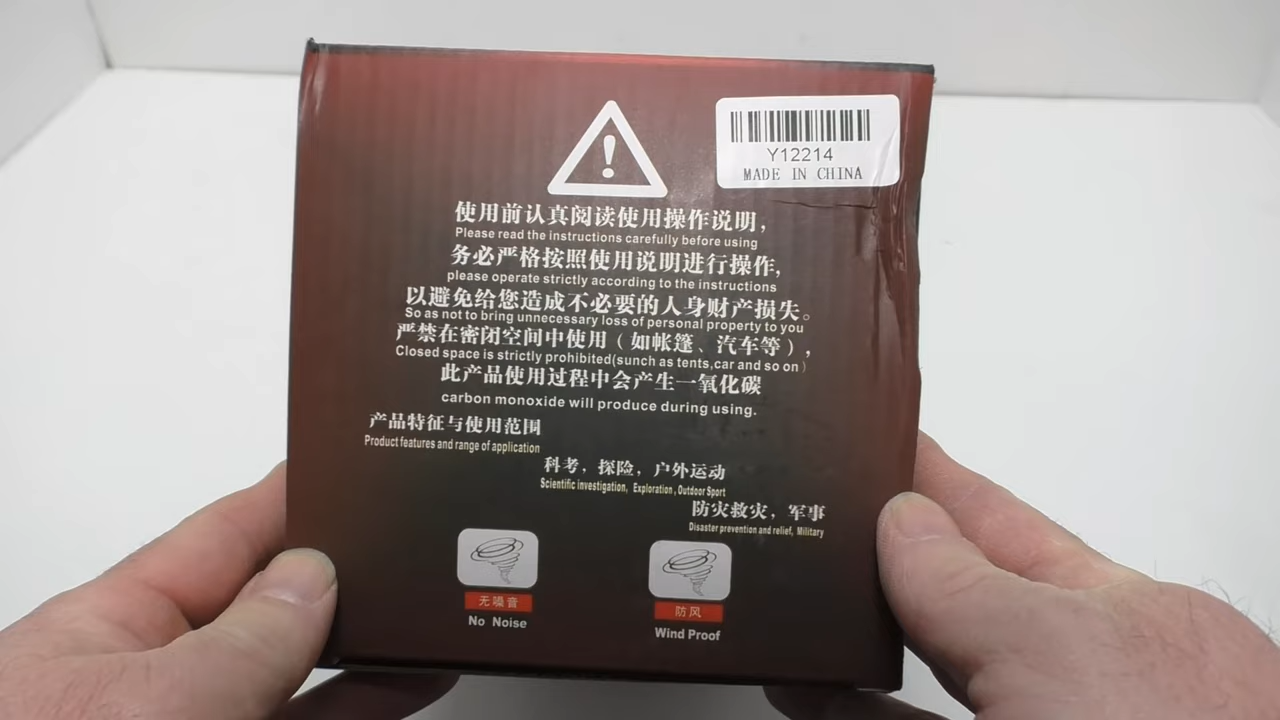 Y12214
MADE IN CHINA
使用前认真阅读使用操作说明，
Please read the instructions carefully before using
务必严格按照使用说明进行操作,
please operate strictly according to the instructions
以避免给您造成不必要的人身财产损失。
So as not to bring unnecessary loss of personal property to you
严禁在密闭空间中使用（如帐篷、汽车等），
Closed space is strictly prohibited(sunch as tents,car and so on)
此产品使用过程中会产生一氧化碳
carbon monoxide will produce during using.
产品特征与使用范围
Product features and range of application
科考，探险，户外运动
Scientific investigation, Exploration, Outdoor Sport
防灾救灾，军事
Disaster prevention and relief, Military
无噪音
No Noise
防风
Wind Proof